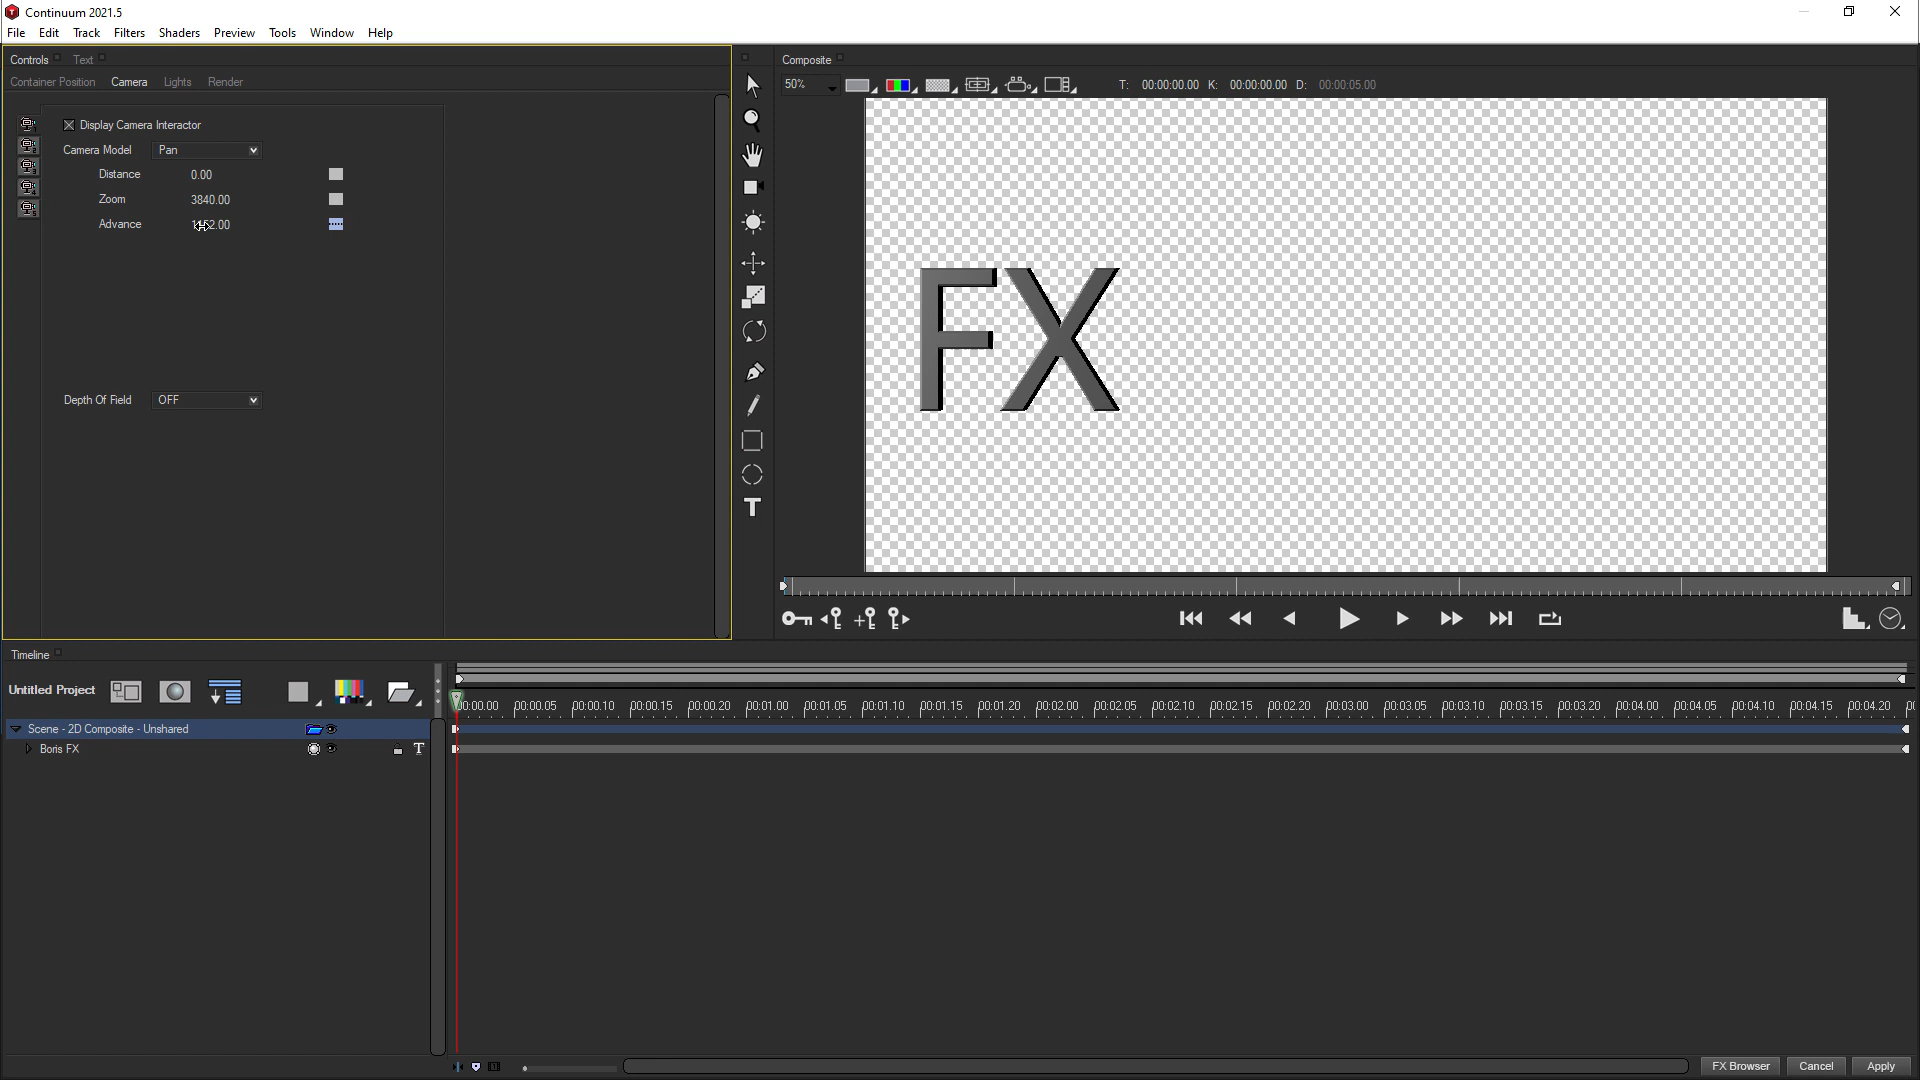 Continuum 2021.5
File Edit Track Filters Shaders Preview Tools Window Help
Controls Text
Container Position Camera Lights Render
Display Camera Interactor
Camera Model Pan
Distance 0.00
Zoom 3840.00
Advance
Depth Of Field OFF
Composite
50% T: 00:00:00.00 K: 00:00:00.00 D: 00:00:05.00
FX
Timeline
Untitled Project
00:00.00 00:00.05 00:00.10 00:00.15 00:00.20 00:01.00 00:01.05 00:01.10 00:01.15 00:01.20 00:02.00 00:02.05 00:02.10 00:02.15 00:02.20 00:03.00 00:03.05 00:03.10 00:03.15 00:03.20 00:04.00 00:04.05 00:04.10 00:04.15 00:04.20
Scene - 2D Composite - Unshared
Boris FX T
FX Browser Cancel Apply